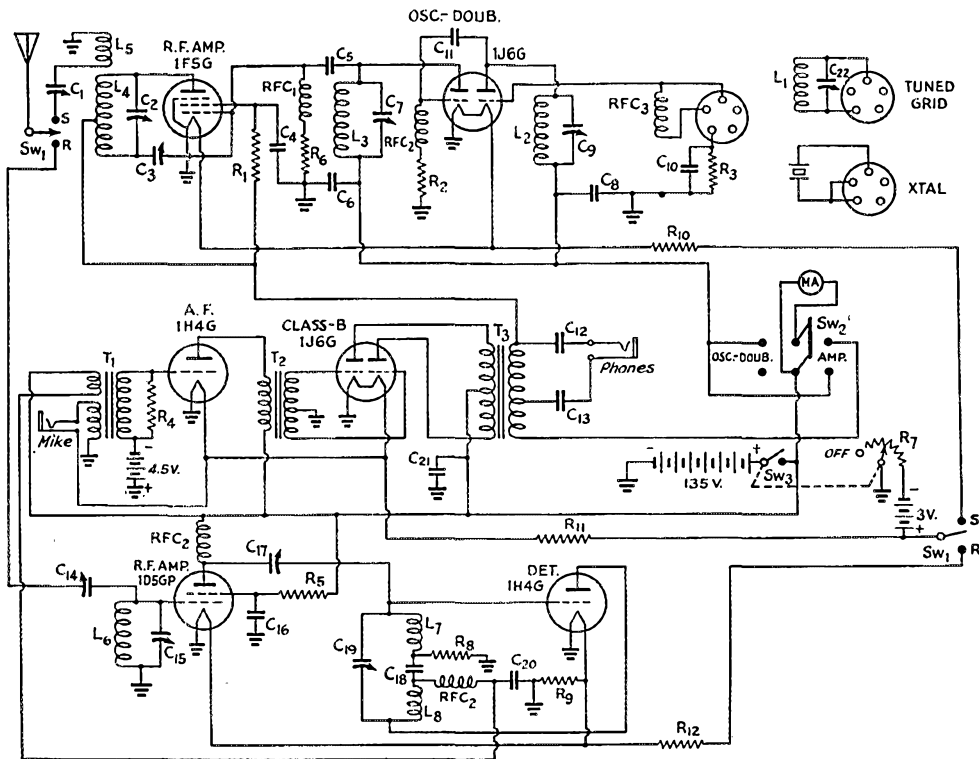 OSC.-DOUB.
1J6G
C11
R.F. AMP.
1F5G
L5
C1
L4
C2
C3
S
R
Sw1
R1
C4
RFC1
R6
C5
C6
L3
C7
RFC2
R2
L2
C9
C8
RFC3
C10
R3
L1
C22
TUNED
GRID
XTAL
R10
A.F.
1H4G
CLASS-B
1J6G
T1
R4
Mike
-
4.5V.
+
T2
T3
C12
C13
Phones
C21
MA
Sw2
OSC.-DOUB.
AMP.
-
135 V.
+
Sw3
OFF
R7
-
3V.
+
S
R
Sw1
R11
RFC2
C17
R.F. AMP.
1D5GP
C14
L6
C15
R5
C16
DET.
1H4G
L7
C19
R8
C18
RFC2
L8
C20
R9
R12